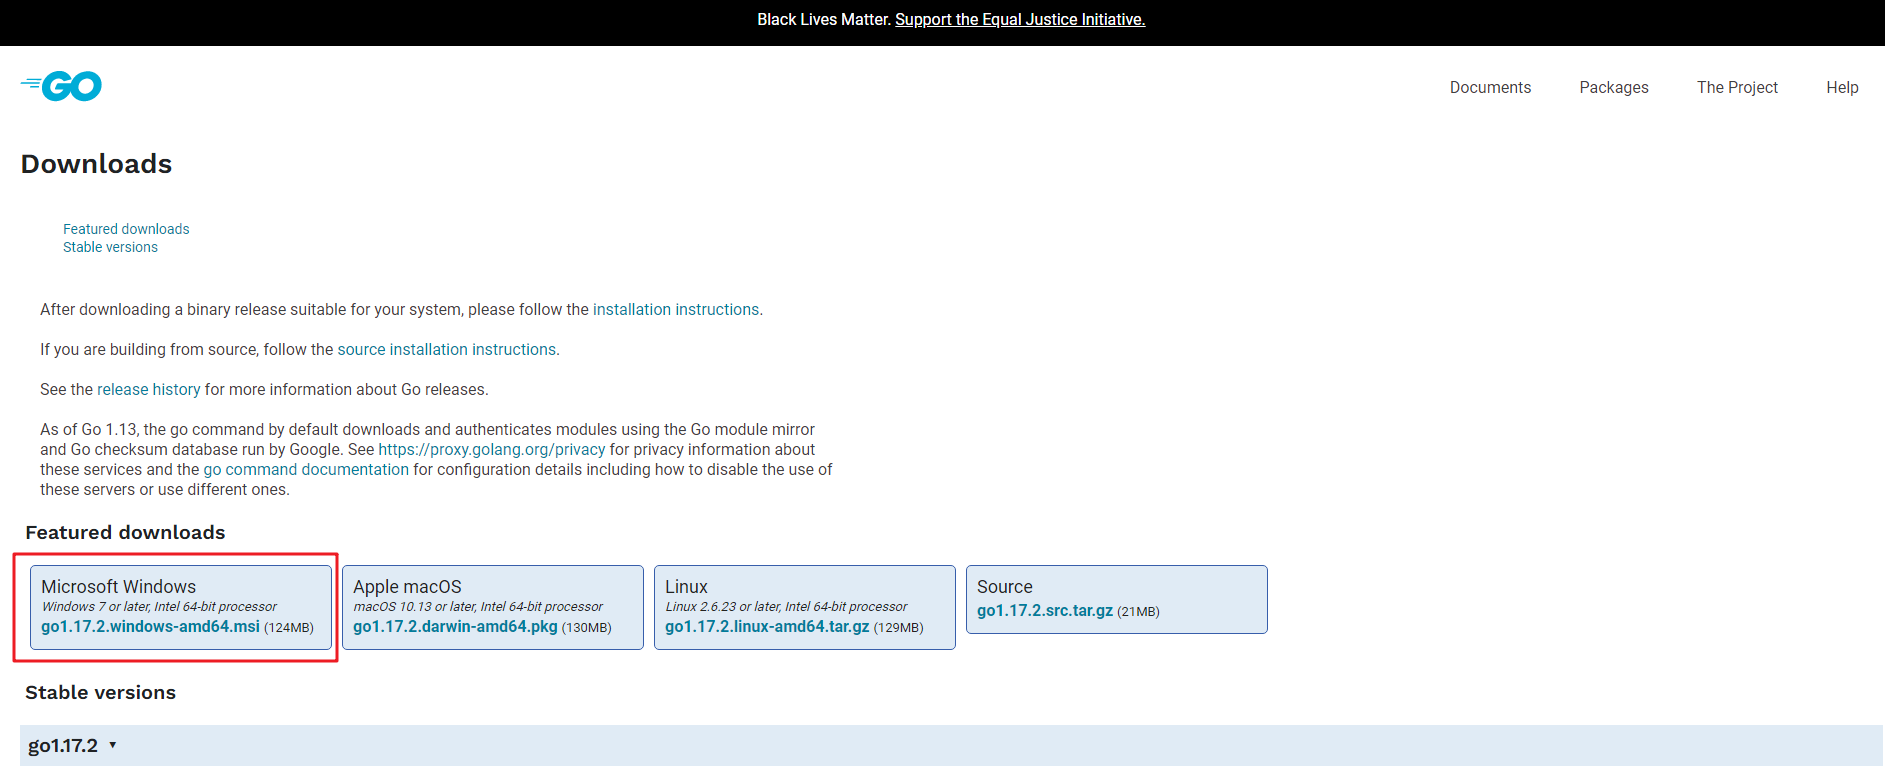 Black Lives Matter. Support the Equal Justice Initiative.
GO
Documents Packages The Project Help
Downloads
Featured downloads
Stable versions
After downloading a binary release suitable for your system, please follow the installation instructions.
If you are building from source, follow the source installation instructions.
See the release history for more information about Go releases.
As of Go 1.13, the go command by default downloads and authenticates modules using the Go module mirror
and Go checksum database run by Google. See https://proxy.golang.org/privacy for privacy information about
these services and the go command documentation for configuration details including how to disable the use of
these servers or use different ones.
Featured downloads
Microsoft Windows
Windows 7 or later, Intel 64-bit processor
go1.17.2.windows-amd64.msi (124MB)
Apple macOS
macOS 10.13 or later, Intel 64-bit processor
go1.17.2.darwin-amd64.pkg (130MB)
Linux
Linux 2.6.23 or later, Intel 64-bit processor
go1.17.2.linux-amd64.tar.gz (129MB)
Source
go1.17.2.src.tar.gz (21MB)
Stable versions
go1.17.2 ▾